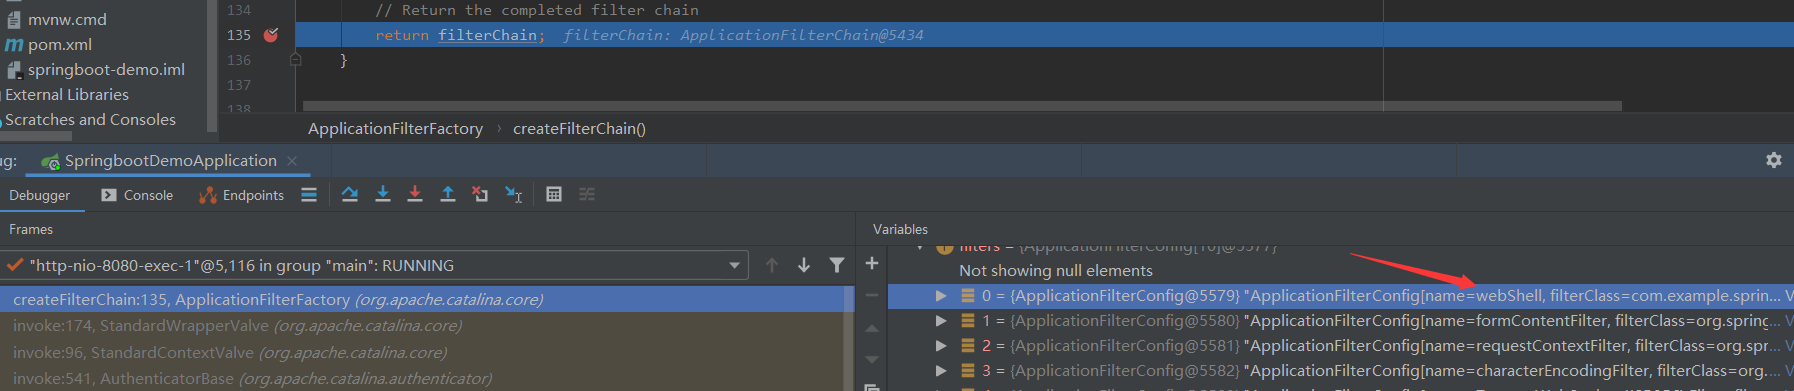 mvnw.cmd
pom.xml
springboot-demo.iml
External Libraries
Scratches and Consoles
134 // Return the completed filter chain
135 return filterChain; filterChain: ApplicationFilterChain@5434
136 }
137
138
ApplicationFilterFactory › createFilterChain()
ug: SpringbootDemoApplication ×
Debugger Console Endpoints
Frames
"http-nio-8080-exec-1"@5,116 in group "main": RUNNING
createFilterChain:135, ApplicationFilterFactory (org.apache.catalina.core)
invoke:174, StandardWrapperValve (org.apache.catalina.core)
invoke:96, StandardContextValve (org.apache.catalina.core)
invoke:541, AuthenticatorBase (org.apache.catalina.authenticator)
Variables
filters = {ApplicationFilterConfig[10]@5577}
Not showing null elements
0 = {ApplicationFilterConfig@5579} "ApplicationFilterConfig[name=webShell, filterClass=com.example.sprin... V
1 = {ApplicationFilterConfig@5580} "ApplicationFilterConfig[name=formContentFilter, filterClass=org.spring... V
2 = {ApplicationFilterConfig@5581} "ApplicationFilterConfig[name=requestContextFilter, filterClass=org.spr... V
3 = {ApplicationFilterConfig@5582} "ApplicationFilterConfig[name=characterEncodingFilter, filterClass=org.... V